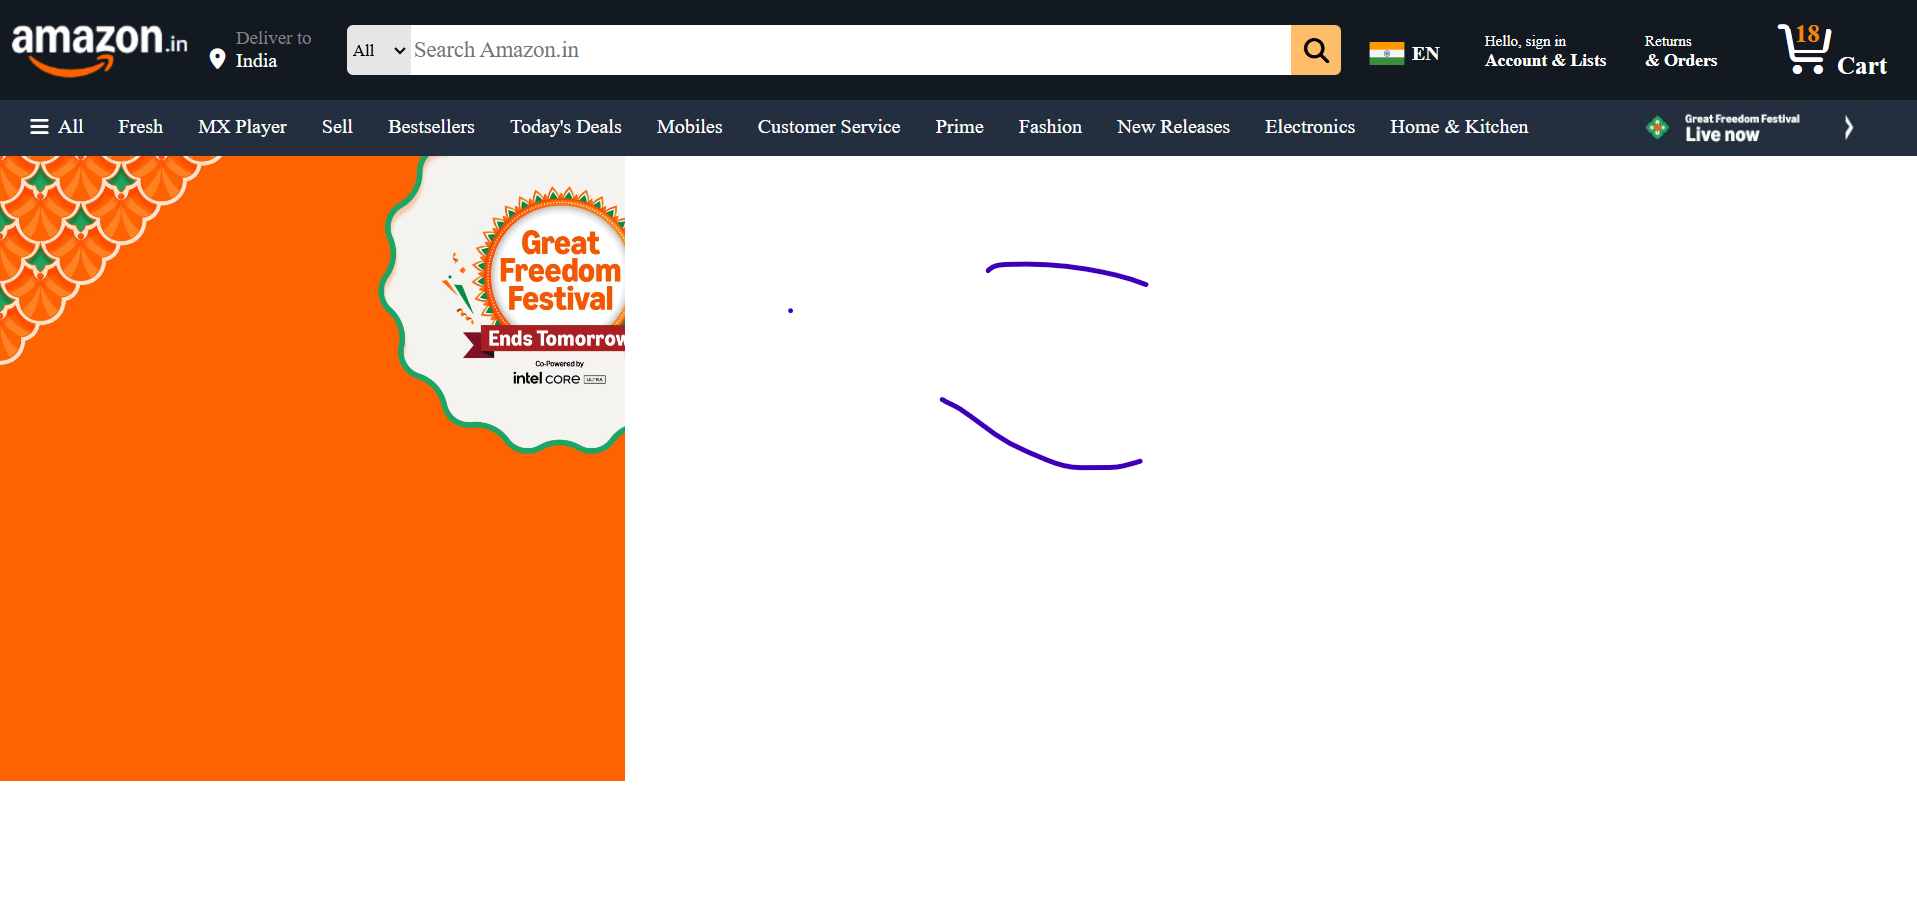 amazon.in
Deliver to
India
All
Search Amazon.in
EN
Hello, sign in
Account & Lists
Returns
& Orders
18
Cart
All
Fresh
MX Player
Sell
Bestsellers
Today's Deals
Mobiles
Customer Service
Prime
Fashion
New Releases
Electronics
Home & Kitchen
Great Freedom Festival
Live now
Great
Freedom
Festival
Ends Tomorrow
Co-Powered by
intel CORE ULTRA